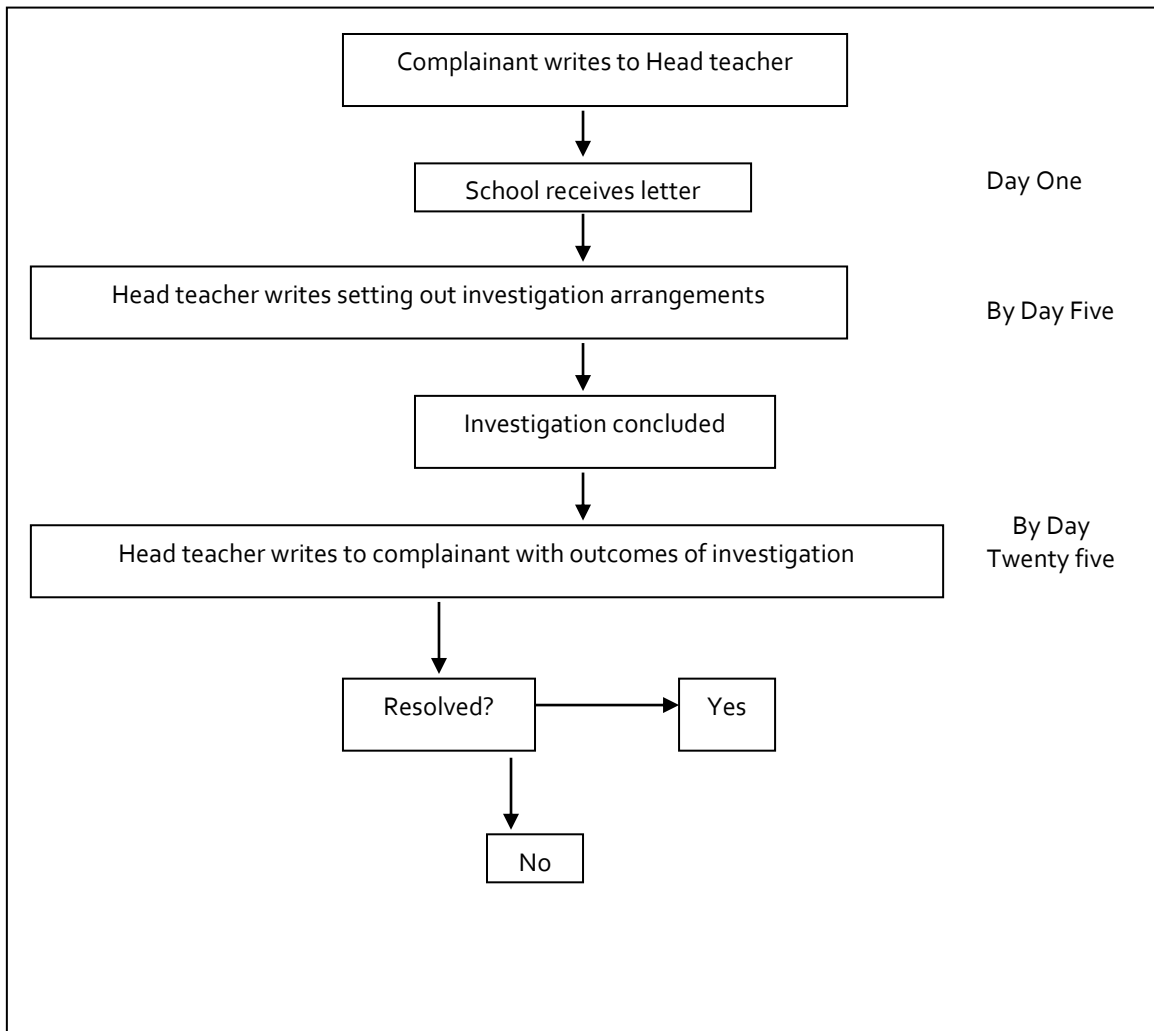 Complainant writes to Head teacher
School receives letter
Day One
Head teacher writes setting out investigation arrangements
By Day Five
Investigation concluded
Head teacher writes to complainant with outcomes of investigation
By Day
Twenty five
Resolved?
Yes
No